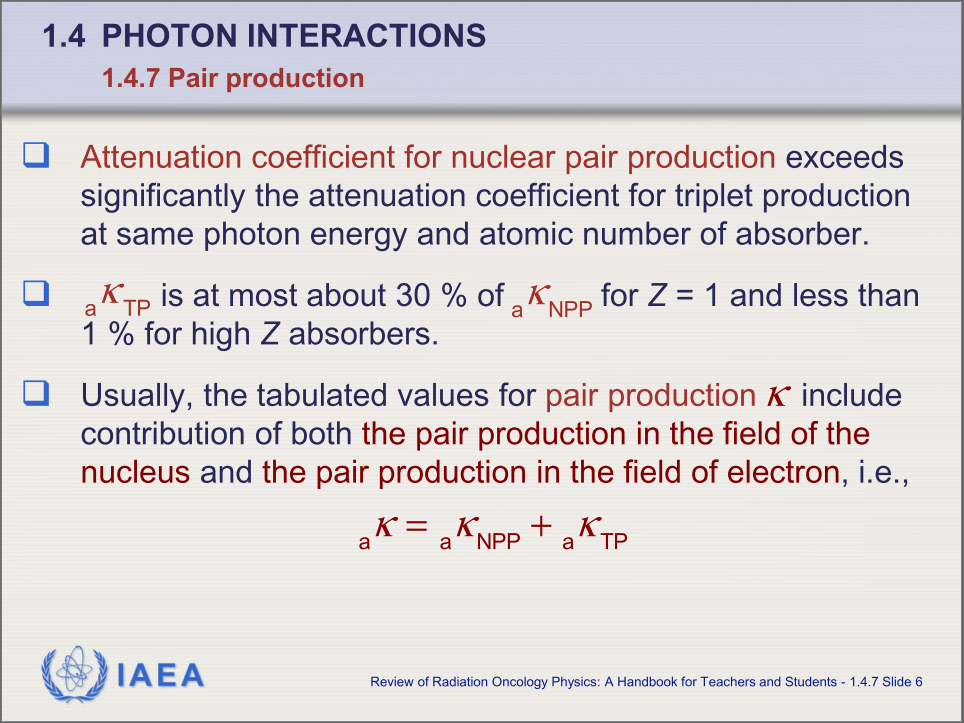 1.4 PHOTON INTERACTIONS
1.4.7 Pair production
❑ Attenuation coefficient for nuclear pair production exceeds
significantly the attenuation coefficient for triplet production
at same photon energy and atomic number of absorber.
❑ aκTP is at most about 30 % of aκNPP for Z = 1 and less than
1 % for high Z absorbers.
❑ Usually, the tabulated values for pair production κ include
contribution of both the pair production in the field of the
nucleus and the pair production in the field of electron, i.e.,
aκ = aκNPP + aκTP
IAEA
Review of Radiation Oncology Physics: A Handbook for Teachers and Students - 1.4.7 Slide 6